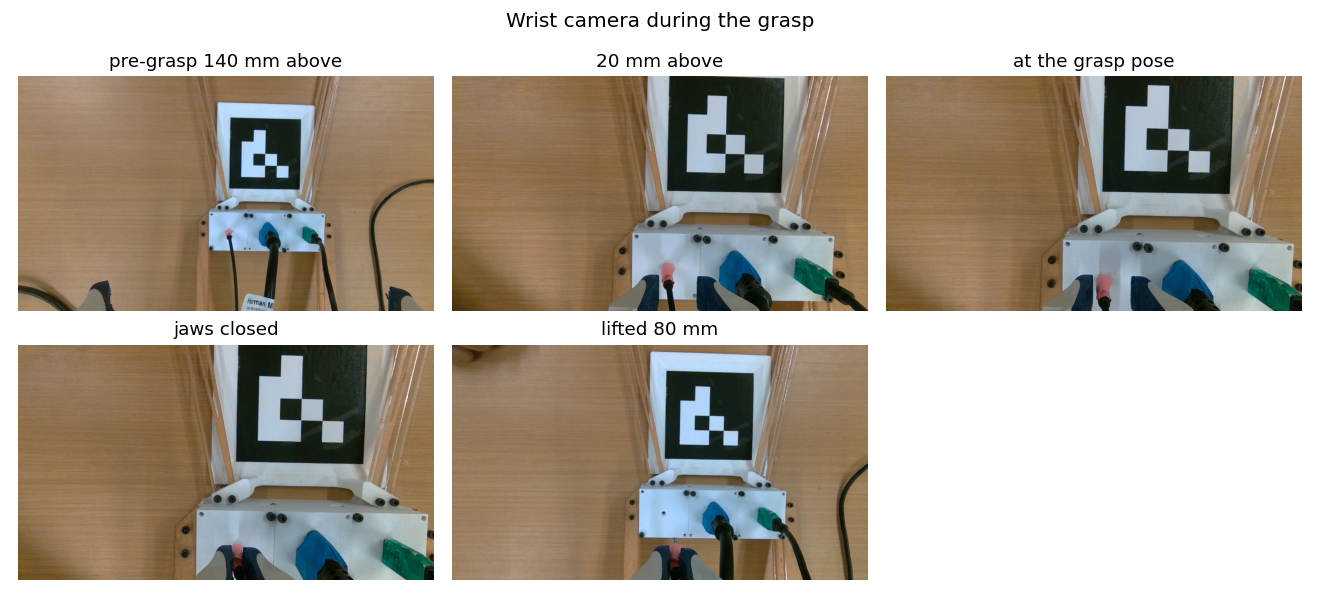 Wrist camera during the grasp
pre-grasp 140 mm above
20 mm above
at the grasp pose
jaws closed
lifted 80 mm